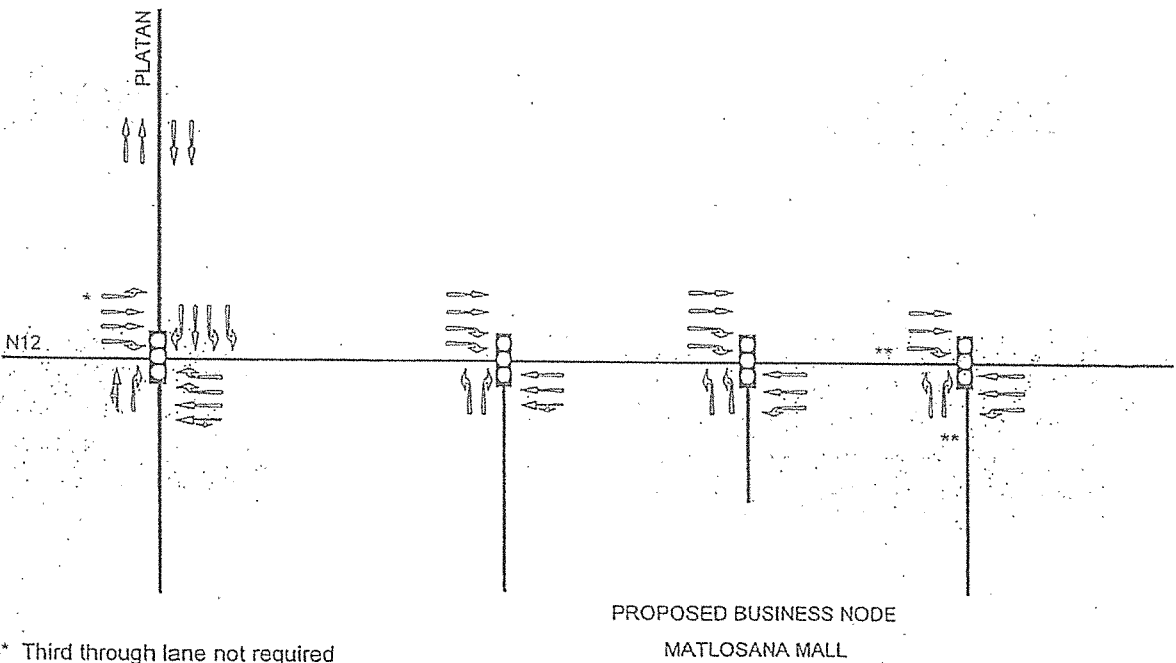 PLATAN
*
N12
**
**
PROPOSED BUSINESS NODE
* Third through lane not required
MATLOSANA MALL